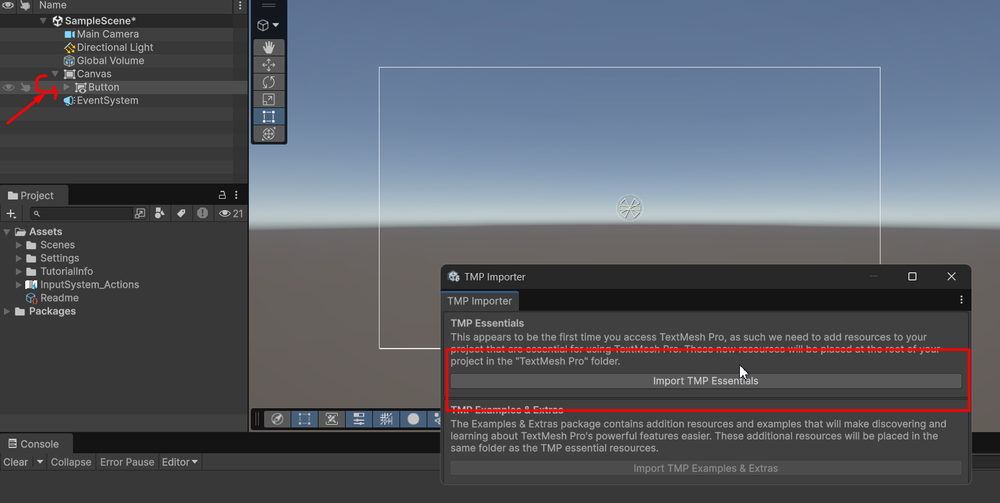 Name
SampleScene*
Main Camera
Directional Light
Global Volume
Canvas
Button
EventSystem
Project
21
Assets
Scenes
Settings
TutorialInfo
InputSystem_Actions
Readme
Packages
Console
Clear
Collapse
Error Pause
Editor
TMP Importer
TMP Importer
TMP Essentials
This appears to be the first time you access TextMesh Pro, as such we need to add resources to your
project that are essential for using TextMesh Pro. These new resources will be placed at the root of your
project in the "TextMesh Pro" folder.
Import TMP Essentials
TMP Examples & Extras
The Examples & Extras package contains addition resources and examples that will make discovering and
learning about TextMesh Pro's powerful features easier. These additional resources will be placed in the
same folder as the TMP essential resources.
Import TMP Examples & Extras